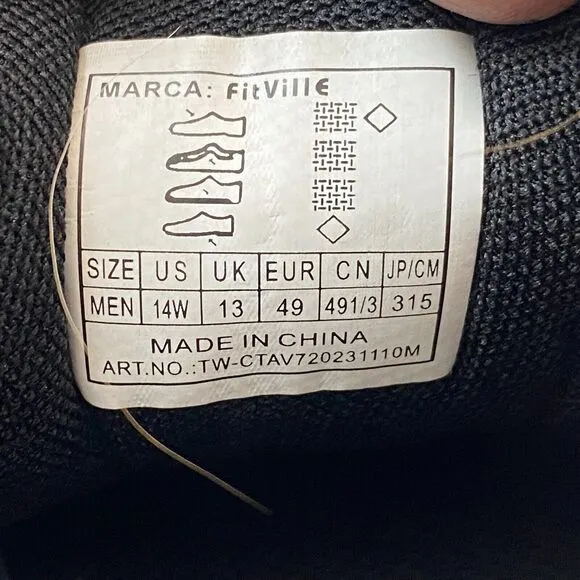 MARCA: FitVille
SIZE US UK EUR CN JP/CM
MEN 14W 13 49 491/3 315
MADE IN CHINA
ART.NO.:TW-CTAV720231110M